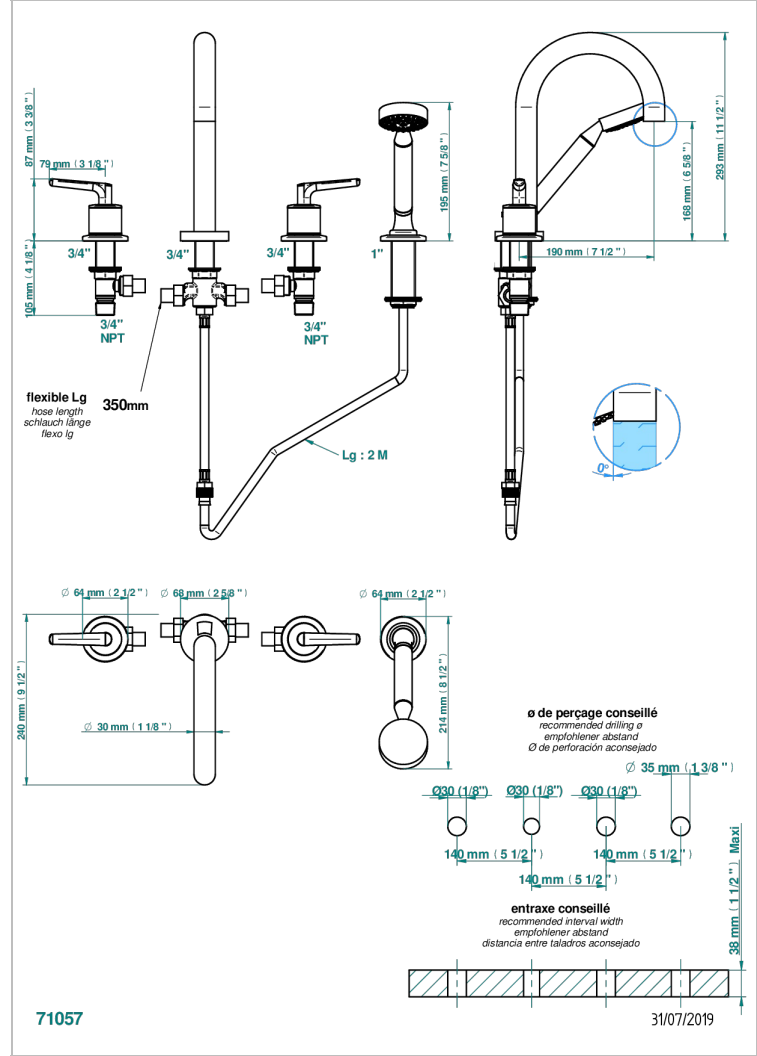 87 mm ( 3 3/8 " )
79 mm ( 3 1/8 " )
195 mm ( 7 5/8 " )
293 mm ( 11 1/2 " )
168 mm ( 6 5/8 " )
190 mm ( 7 1/2 " )
105 mm ( 4 1/8 " )
3/4"
3/4"
3/4"
1"
3/4"
NPT
3/4"
NPT
flexible Lg
hose length
schlauch länge
flexo lg
350mm
Lg : 2 M
0°
Ø 64 mm ( 2 1/2 " )
Ø 68 mm ( 2 5/8 " )
Ø 64 mm ( 2 1/2 " )
240 mm ( 9 1/2 " )
Ø 30 mm ( 1 1/8 " )
214 mm ( 8 1/2 " )
ø de perçage conseillé
recommended drilling ø
empfohlener abstand
Ø de perforación aconsejado
Ø 35 mm ( 1 3/8 " )
Ø30 (1/8")
Ø30 (1/8")
Ø30 (1/8")
140 mm ( 5 1/2 " )
140 mm ( 5 1/2 " )
140 mm ( 5 1/2 " )
38 mm ( 1 1/2 " ) Maxi
entraxe conseillé
recommended interval width
empfohlener abstand
distancia entre taladros aconsejado
71057
31/07/2019